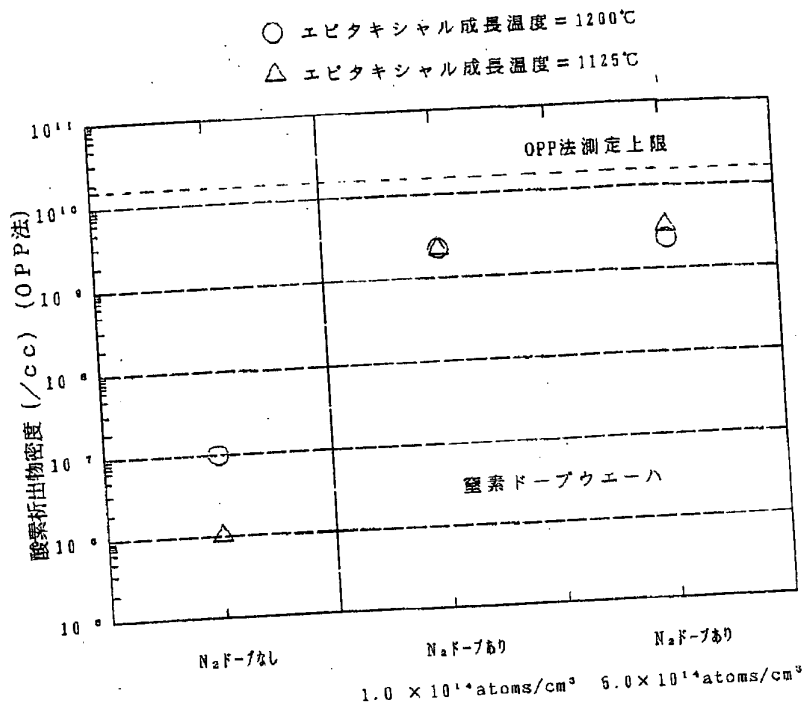 ○ エピタキシャル成長温度=1200℃
△ エピタキシャル成長温度=1125℃
酸素析出物密度(/cc) (OPP法)
10¹¹
10¹⁰
10⁹
10⁸
10⁷
10⁶
10⁵
OPP法測定上限
窒素ドープウエーハ
N₂ドープなし
N₂ドープあり
N₂ドープあり
1.0 ×10¹⁴atoms/cm³ 5.0×10¹⁴atoms/cm³